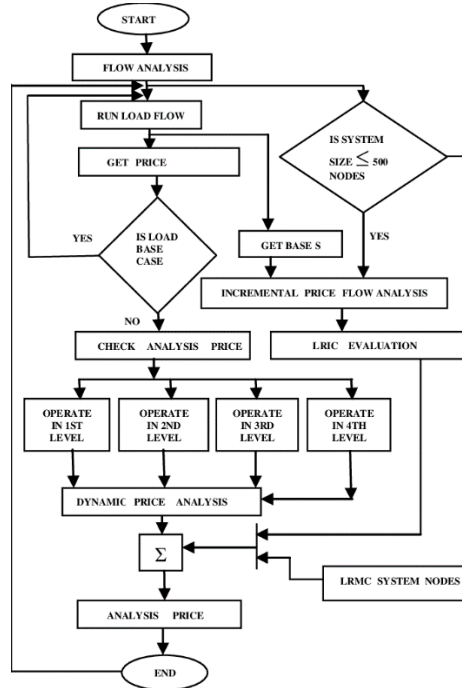 START
FLOW ANALYSIS
RUN LOAD FLOW
IS SYSTEM
SIZE ≤ 500
NODES
GET PRICE
YES
IS LOAD
BASE
CASE
GET BASE S
YES
INCREMENTAL PRICE FLOW ANALYSIS
NO
CHECK ANALYSIS PRICE
LRIC EVALUATION
OPERATE
IN 1ST
LEVEL
OPERATE
IN 2ND
LEVEL
OPERATE
IN 3RD
LEVEL
OPERATE
IN 4TH
LEVEL
DYNAMIC PRICE ANALYSIS
Σ
LRMC SYSTEM NODES
ANALYSIS PRICE
END